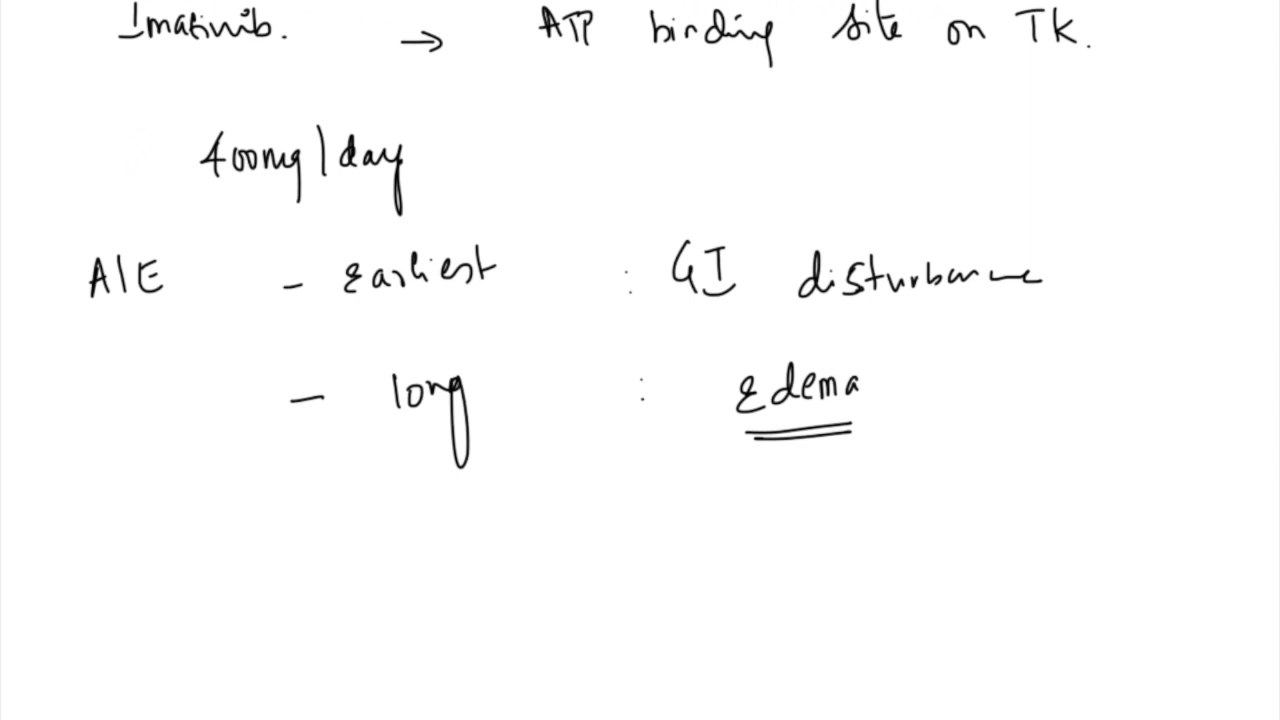 Imatinib. → ATP binding site on TK.
400mg/day
A/E - Earliest : GI disturbance
- long : Edema